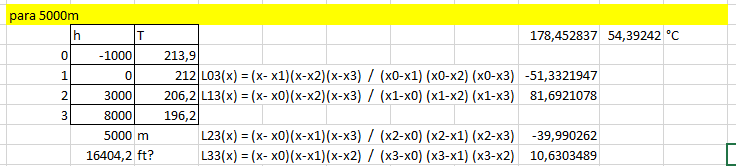 para 5000m
h T 178,452837 54,39242 °C
0 -1000 213,9
1 0 212 L03(x) = (x- x1)(x-x2)(x-x3) / (x0-x1) (x0-x2) (x0-x3) -51,3321947
2 3000 206,2 L13(x) = (x- x0)(x-x2)(x-x3) / (x1-x0) (x1-x2) (x1-x3) 81,6921078
3 8000 196,2
5000 m L23(x) = (x- x0)(x-x1)(x-x3) / (x2-x0) (x2-x1) (x2-x3) -39,990262
16404,2 ft? L33(x) = (x- x0)(x-x1)(x-x2) / (x3-x0) (x3-x1) (x3-x2) 10,6303489